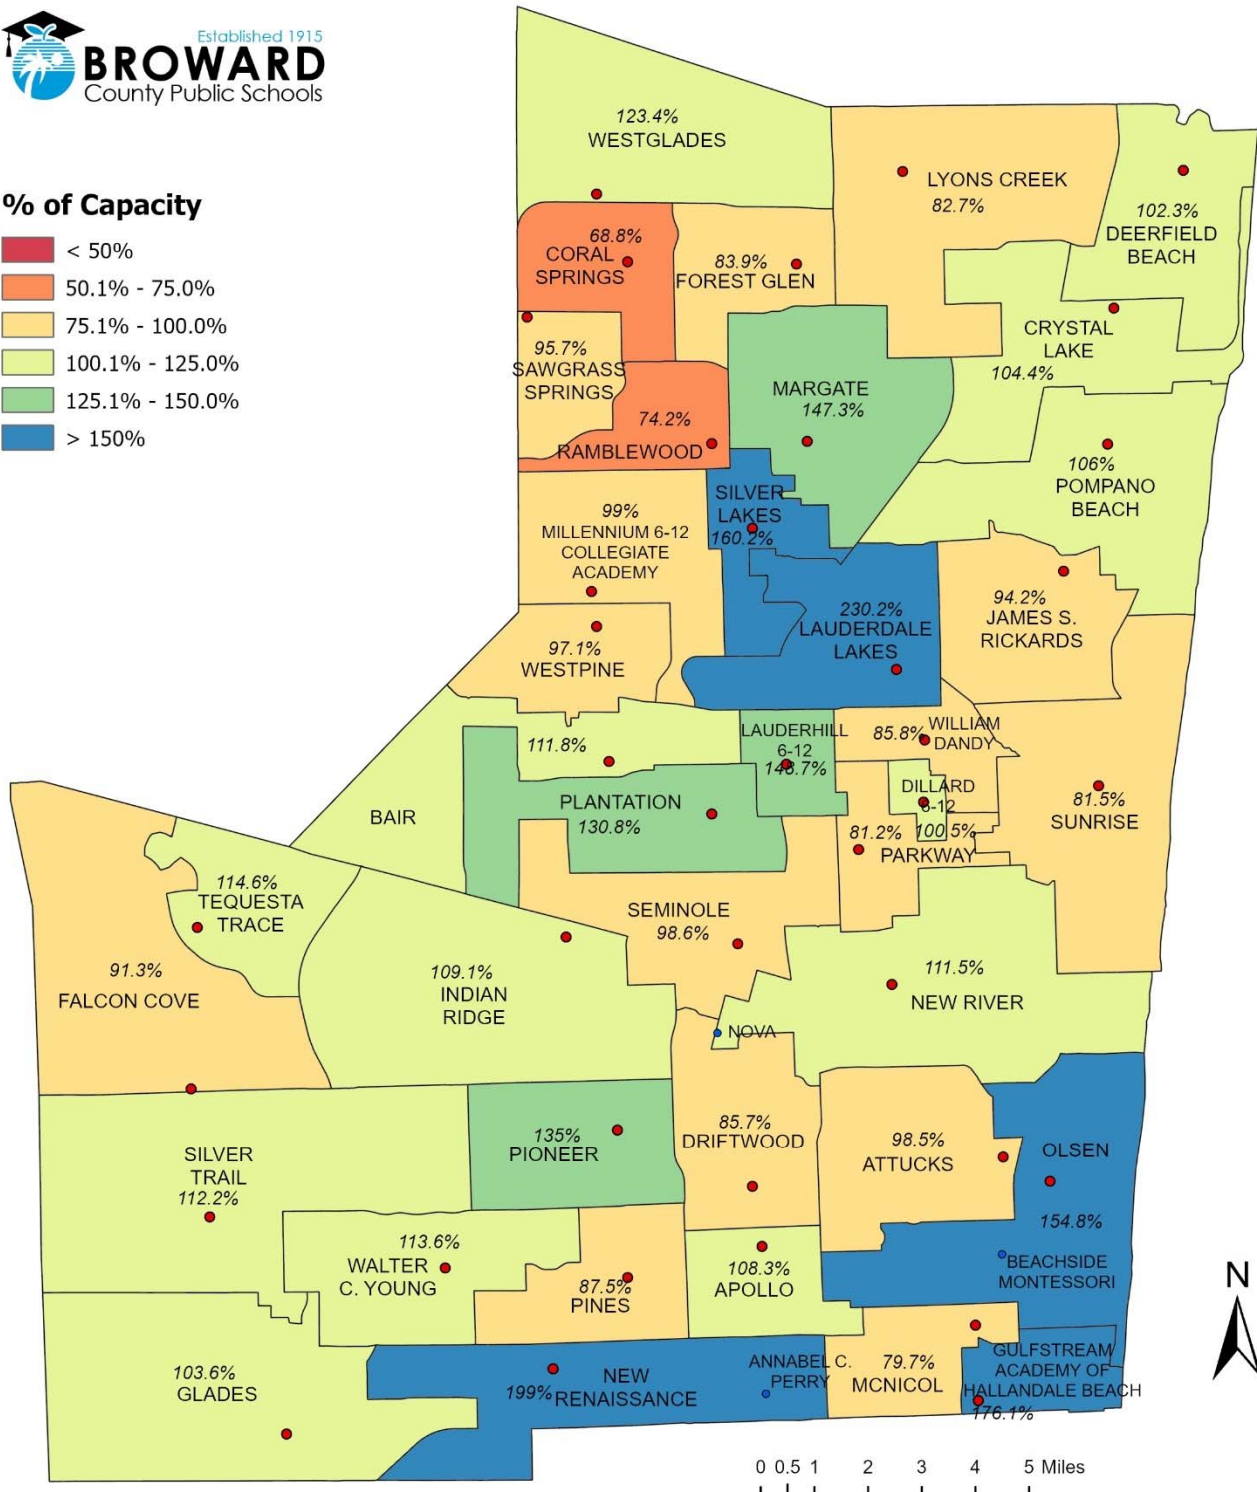 Established 1915
BROWARD
County Public Schools
% of Capacity
< 50%
50.1% - 75.0%
75.1% - 100.0%
100.1% - 125.0%
125.1% - 150.0%
> 150%
123.4%
WESTGLADES
LYONS CREEK
82.7%
102.3%
DEERFIELD
BEACH
68.8%
CORAL
SPRINGS
83.9%
FOREST GLEN
CRYSTAL
LAKE
104.4%
95.7%
SAWGRASS
SPRINGS
MARGATE
147.3%
74.2%
RAMBLEWOOD
106%
POMPANO
BEACH
SILVER
LAKES
160.2%
99%
MILLENNIUM 6-12
COLLEGIATE
ACADEMY
230.2%
LAUDERDALE
LAKES
94.2%
JAMES S.
RICKARDS
97.1%
WESTPINE
111.8%
BAIR
LAUDERHILL
6-12
148.7%
85.8%
WILLIAM
DANDY
PLANTATION
130.8%
DILLARD
6-12
100.5%
81.2%
PARKWAY
81.5%
SUNRISE
114.6%
TEQUESTA
TRACE
SEMINOLE
98.6%
91.3%
FALCON COVE
109.1%
INDIAN
RIDGE
111.5%
NEW RIVER
NOVA
SILVER
TRAIL
112.2%
135%
PIONEER
85.7%
DRIFTWOOD
98.5%
ATTUCKS
OLSEN
154.8%
113.6%
WALTER
C. YOUNG
87.5%
PINES
108.3%
APOLLO
BEACHSIDE
MONTESSORI
103.6%
GLADES
199%
NEW
RENAISSANCE
ANNABEL C.
PERRY
79.7%
MCNICOL
GULFSTREAM
ACADEMY OF
HALLANDALE BEACH
176.1%
N
0 0.5 1 2 3 4 5 Miles